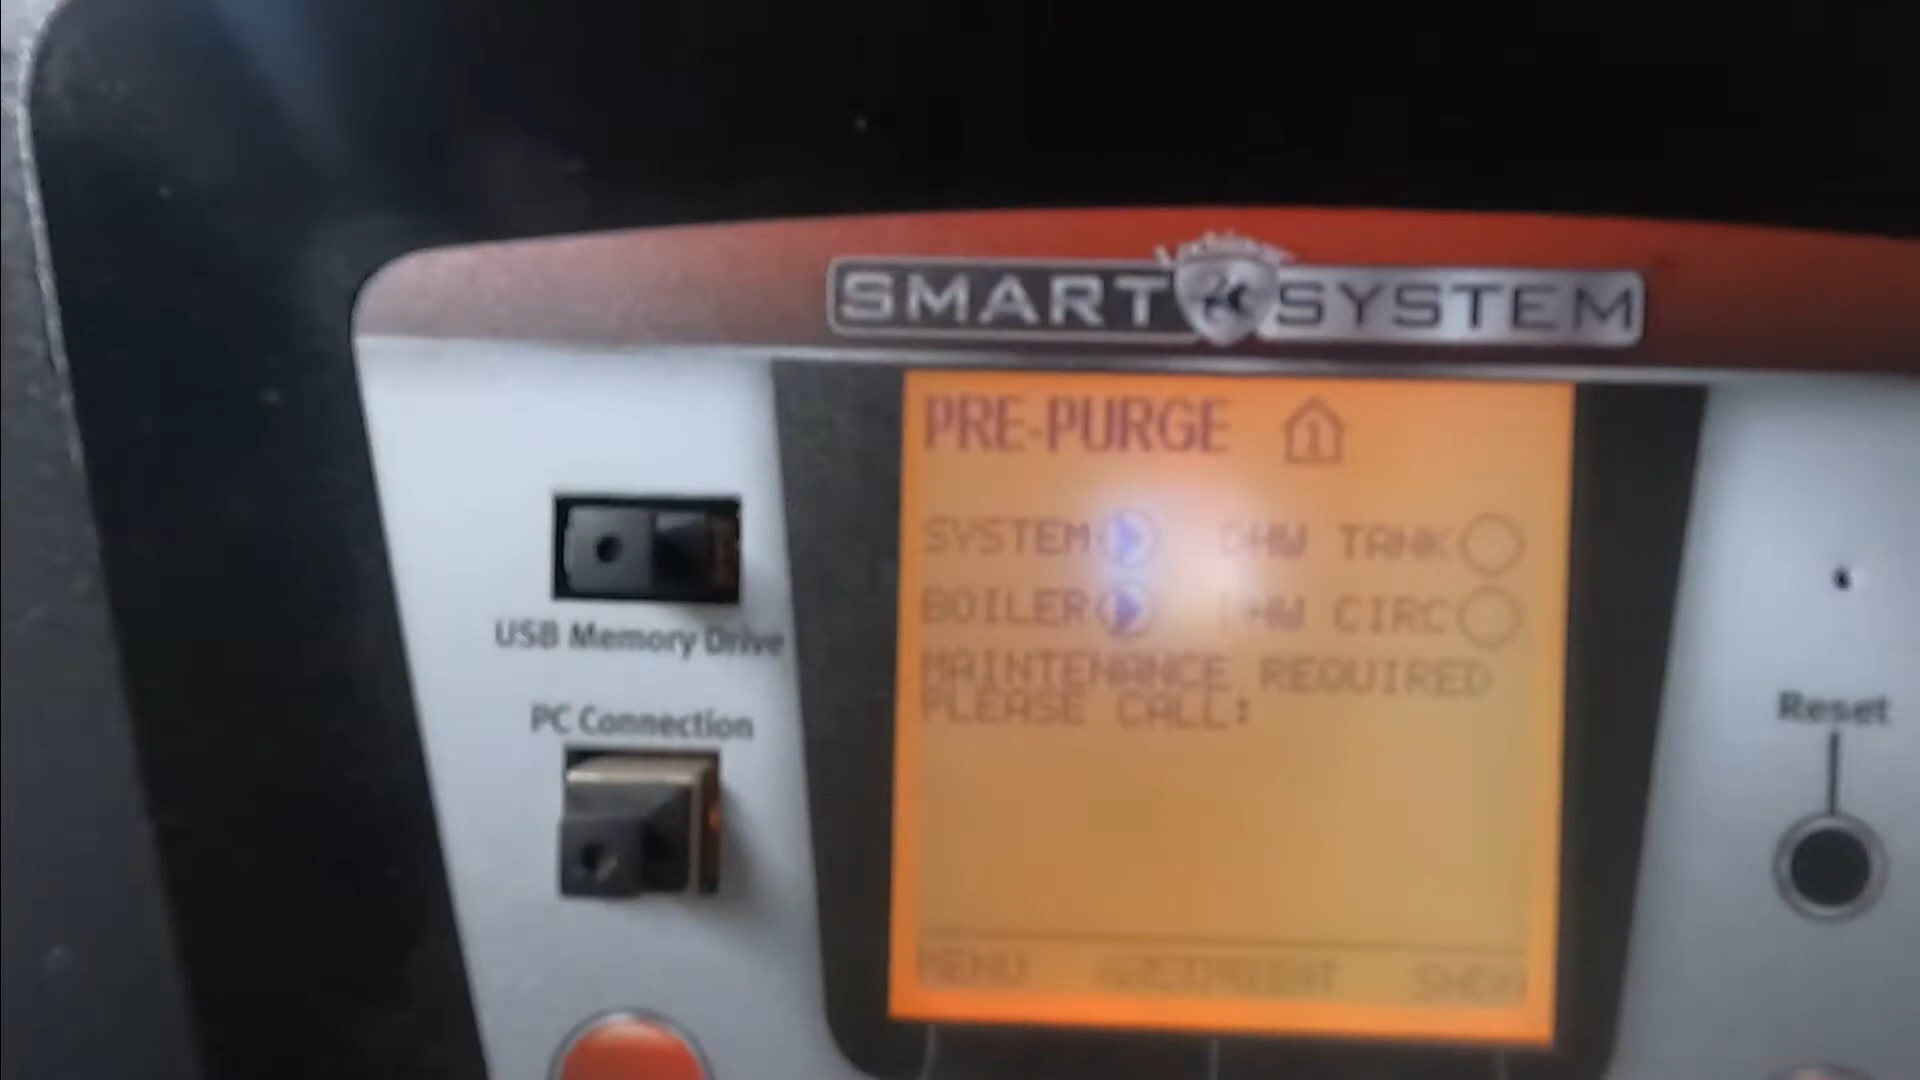 SMART SYSTEM
PRE-PURGE 1
SYSTEM DHW TANK
BOILER DHW CIRC
MAINTENANCE REQUIRED
PLEASE CALL:
MENU
USB Memory Drive
PC Connection
Reset